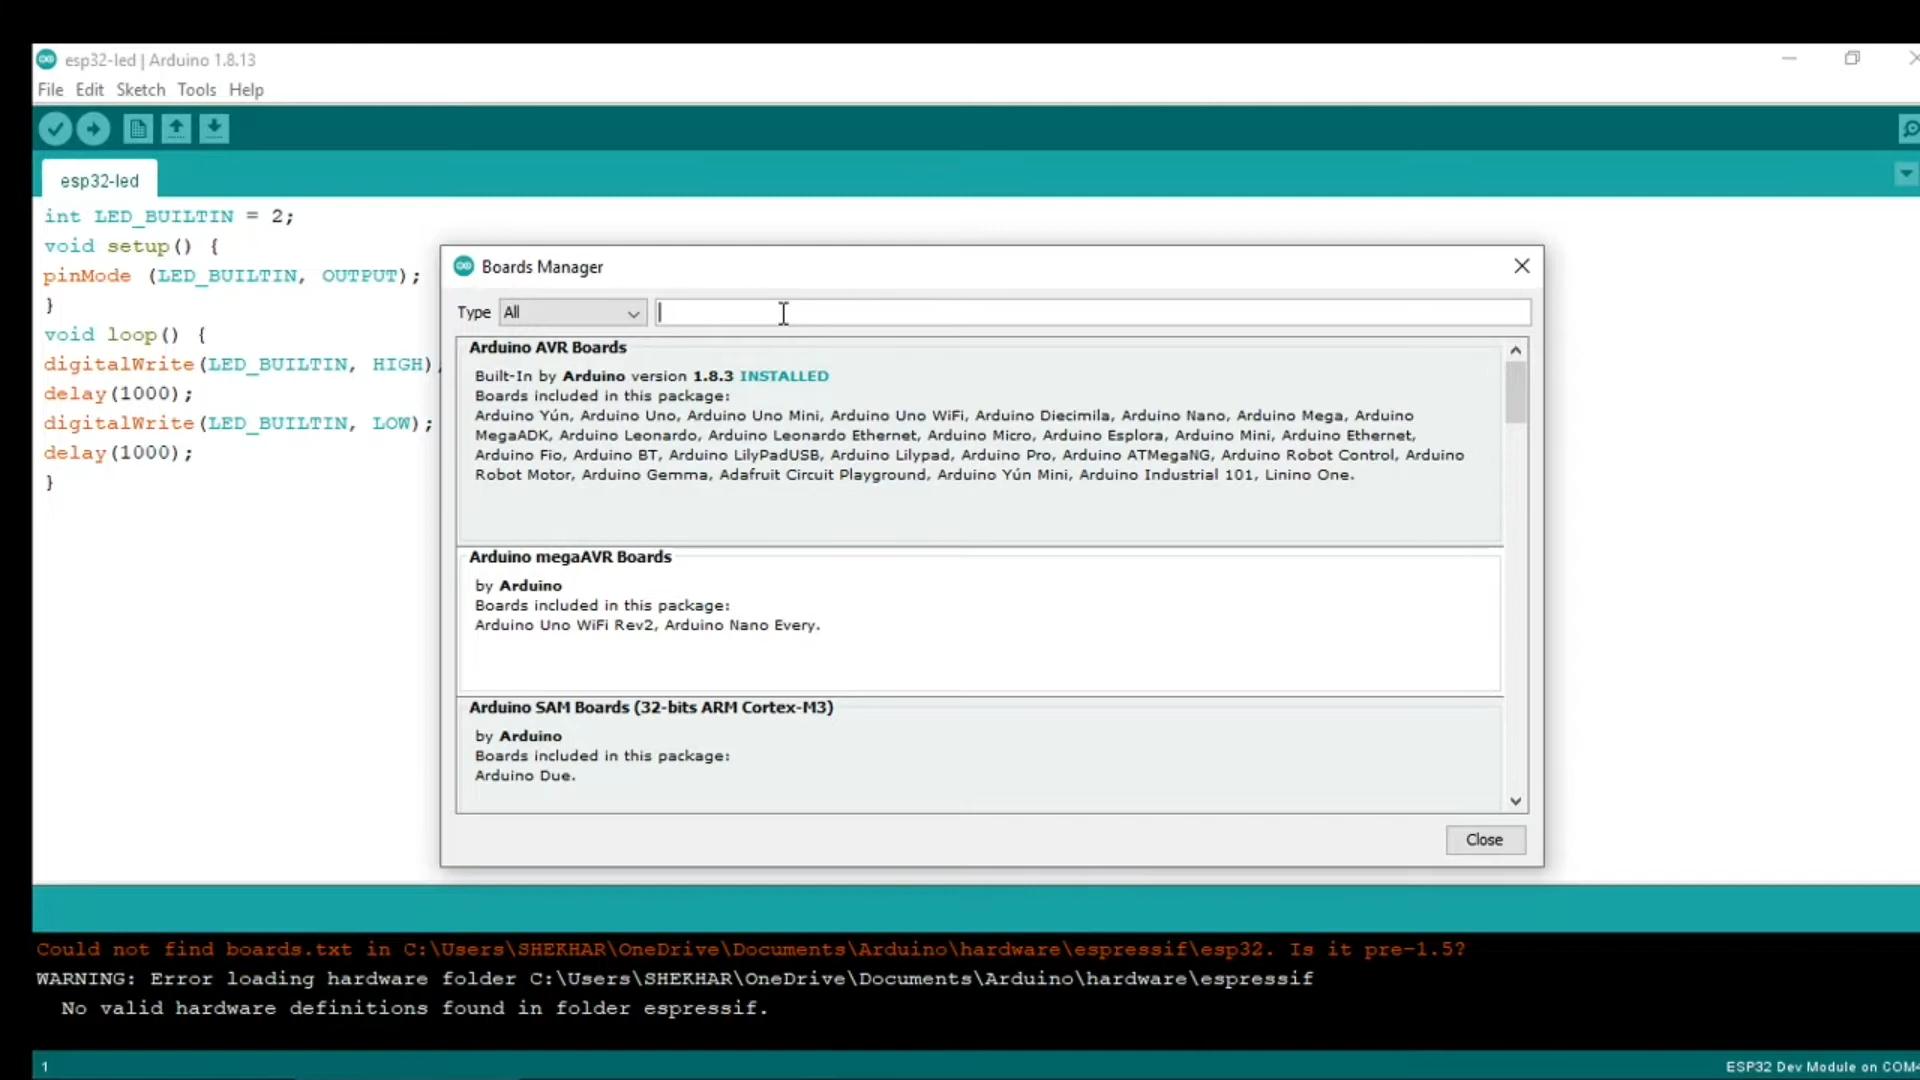 esp32-led | Arduino 1.8.13
File Edit Sketch Tools Help
esp32-led
int LED_BUILTIN = 2;
void setup() {
pinMode (LED_BUILTIN, OUTPUT);
}
void loop() {
digitalWrite(LED_BUILTIN, HIGH);
delay(1000);
digitalWrite(LED_BUILTIN, LOW);
delay(1000);
}
Boards Manager
Type All
Arduino AVR Boards
Built-In by Arduino version 1.8.3 INSTALLED
Boards included in this package:
Arduino Yún, Arduino Uno, Arduino Uno Mini, Arduino Uno WiFi, Arduino Diecimila, Arduino Nano, Arduino Mega, Arduino
MegaADK, Arduino Leonardo, Arduino Leonardo Ethernet, Arduino Micro, Arduino Esplora, Arduino Mini, Arduino Ethernet,
Arduino Fio, Arduino BT, Arduino LilyPadUSB, Arduino Lilypad, Arduino Pro, Arduino ATMegaNG, Arduino Robot Control, Arduino
Robot Motor, Arduino Gemma, Adafruit Circuit Playground, Arduino Yún Mini, Arduino Industrial 101, Linino One.
Arduino megaAVR Boards
by Arduino
Boards included in this package:
Arduino Uno WiFi Rev2, Arduino Nano Every.
Arduino SAM Boards (32-bits ARM Cortex-M3)
by Arduino
Boards included in this package:
Arduino Due.
Close
Could not find boards.txt in C:\Users\SHEKHAR\OneDrive\Documents\Arduino\hardware\espressif\esp32. Is it pre-1.5?
WARNING: Error loading hardware folder C:\Users\SHEKHAR\OneDrive\Documents\Arduino\hardware\espressif
No valid hardware definitions found in folder espressif.
1
ESP32 Dev Module on COM